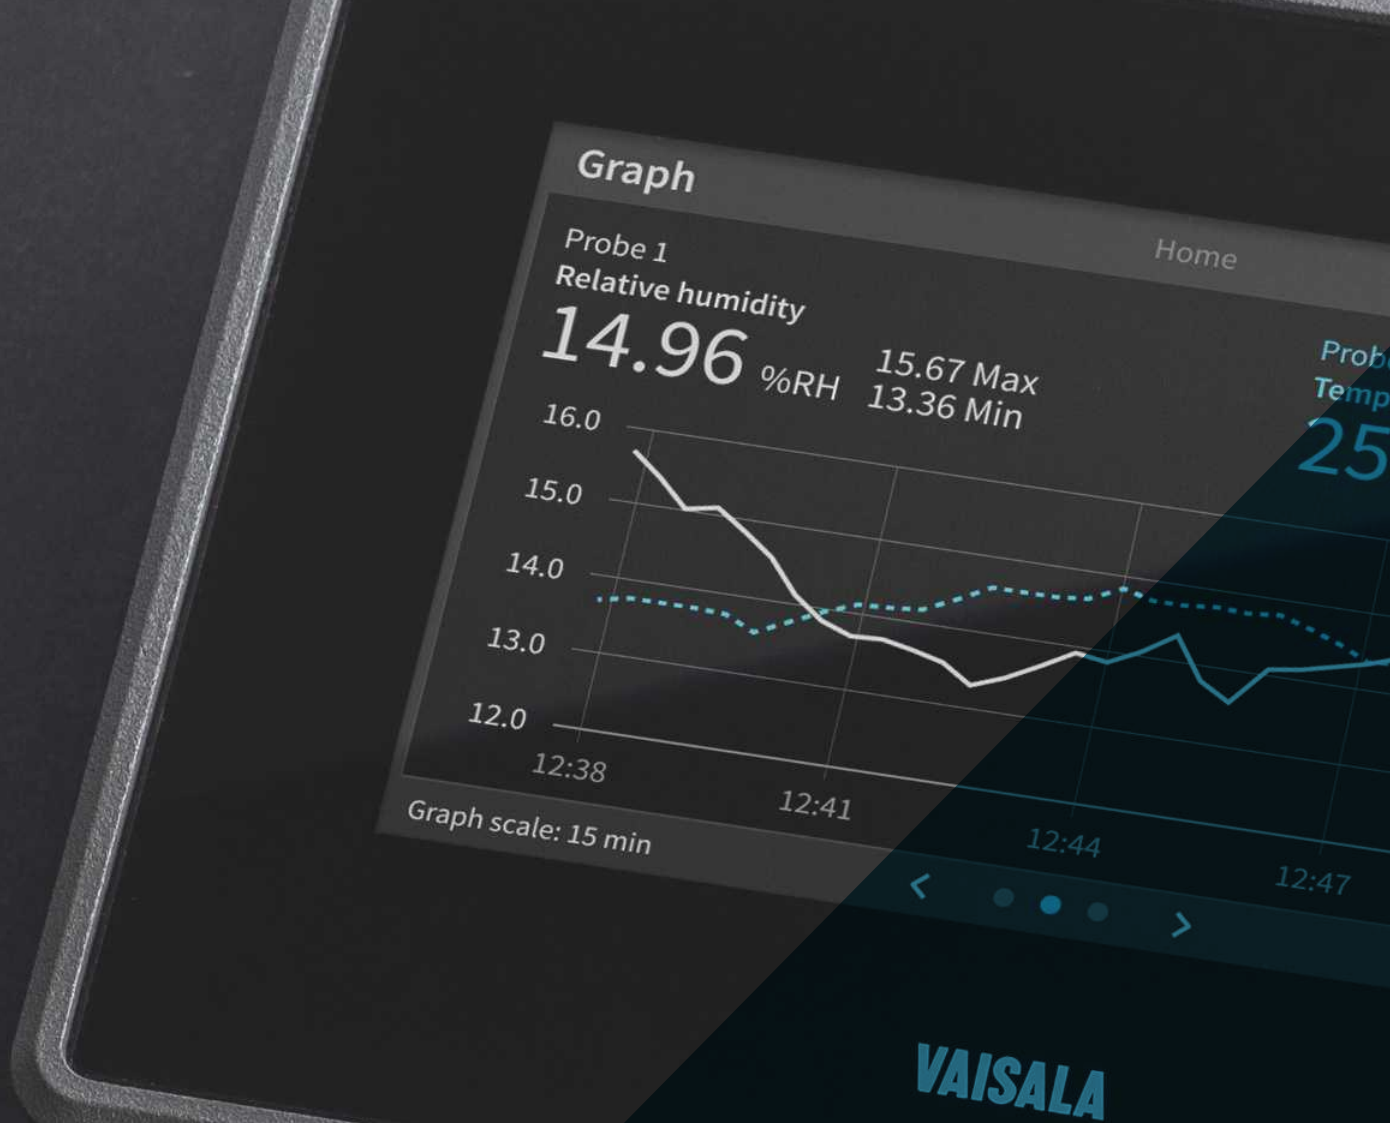 Graph
Home
Probe 1
Relative humidity
14.96 %RH
15.67 Max
13.36 Min
25
16.0
15.0
14.0
13.0
12.0
12:38
12:41
12:44
12:47
Graph scale: 15 min
VAISALA